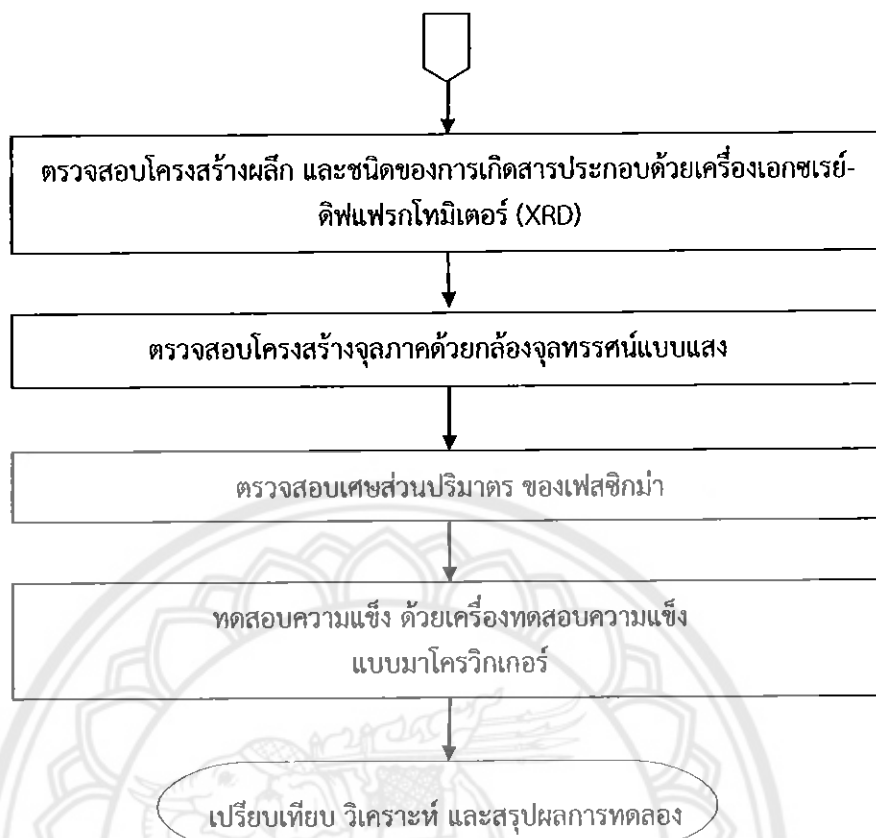 ตรวจสอบโครงสร้างผลึก และชนิดของการเกิดสารประกอบด้วยเครื่องเอกซเรย์-
ดิฟแฟรกโทมิเตอร์ (XRD)
ตรวจสอบโครงสร้างจุลภาคด้วยกล้องจุลทรรศน์แบบแสง
ตรวจสอบเศษส่วนปริมาตร ของเฟสซิกม่า
ทดสอบความแข็ง ด้วยเครื่องทดสอบความแข็ง
แบบมาโครวิกเกอร์
เปรียบเทียบ วิเคราะห์ และสรุปผลการทดลอง